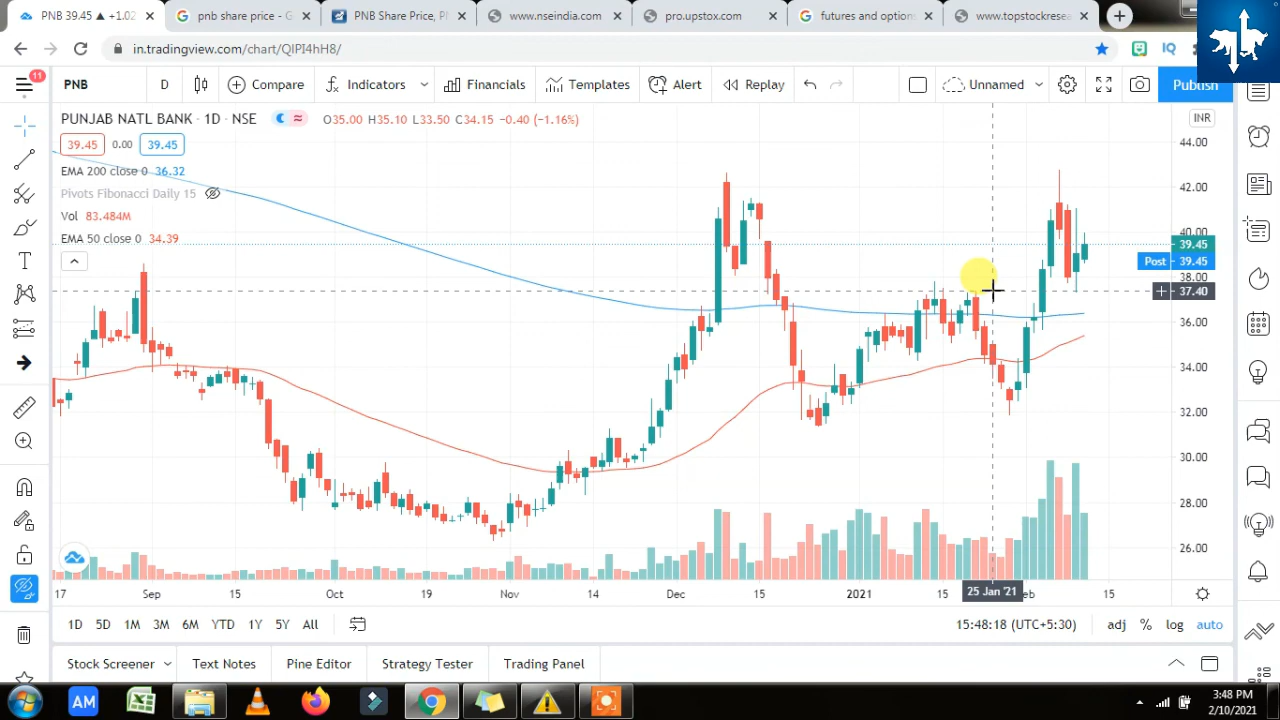 PNB 39.45 ▲ +1.02
pnb share price - G
PNB Share price, PN
www.nseindia.com
pro.upstox.com
futures and option
www.topstockresea
in.tradingview.com/chart/QIPI4hH8/
IQ
11
PNB D Compare Indicators Financials Templates Alert Replay Unnamed Publish
PUNJAB NATL BANK · 1D · NSE O35.00 H35.10 L33.50 C34.15 −0.40 (−1.16%)
INR
39.45 0.00 39.45
EMA 200 close 0 36.32
Pivots Fibonacci Daily 15
Vol 83.484M
EMA 50 close 0 34.39
44.00
42.00
40.00
39.45
Post 39.45
38.00
37.40
36.00
34.00
32.00
30.00
28.00
26.00
17 Sep 15 Oct 19 Nov 14 Dec 15 2021 15 25 Jan '21 15
1D 5D 1M 3M 6M YTD 1Y 5Y All 15:48:18 (UTC+5:30) adj % log auto
Stock Screener Text Notes Pine Editor Strategy Tester Trading Panel
AM
3:48 PM
2/10/2021